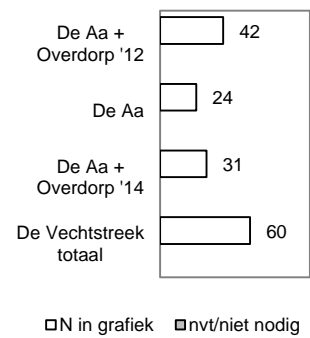 De Aa +
Overdorp '12
42
De Aa
24
De Aa +
Overdorp '14
31
De Vechtstreek
totaal
60
N in grafiek nvt/niet nodig